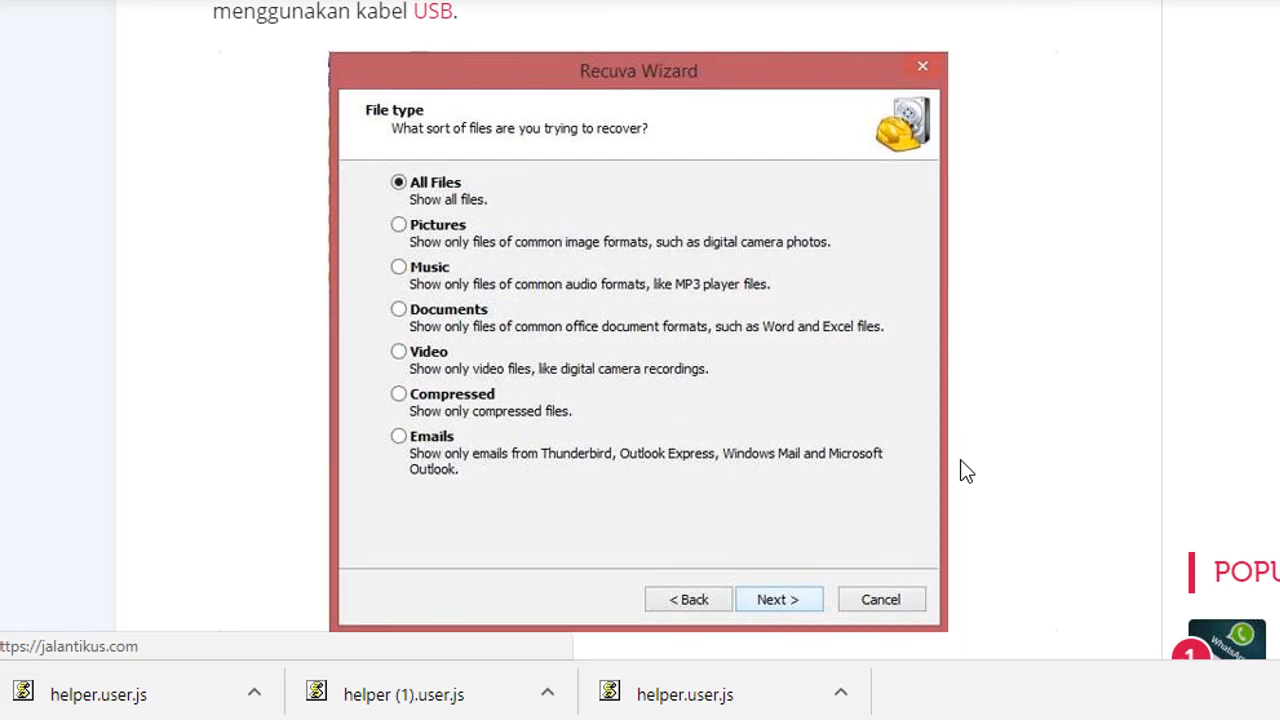 menggunakan kabel USB.
Recuva Wizard
File type
What sort of files are you trying to recover?
All Files
Show all files.
Pictures
Show only files of common image formats, such as digital camera photos.
Music
Show only files of common audio formats, like MP3 player files.
Documents
Show only files of common office document formats, such as Word and Excel files.
Video
Show only video files, like digital camera recordings.
Compressed
Show only compressed files.
Emails
Show only emails from Thunderbird, Outlook Express, Windows Mail and Microsoft
Outlook.
< Back Next > Cancel
POPU
WhatsA
1
ttps://jalantikus.com
helper.user.js helper (1).user.js helper.user.js